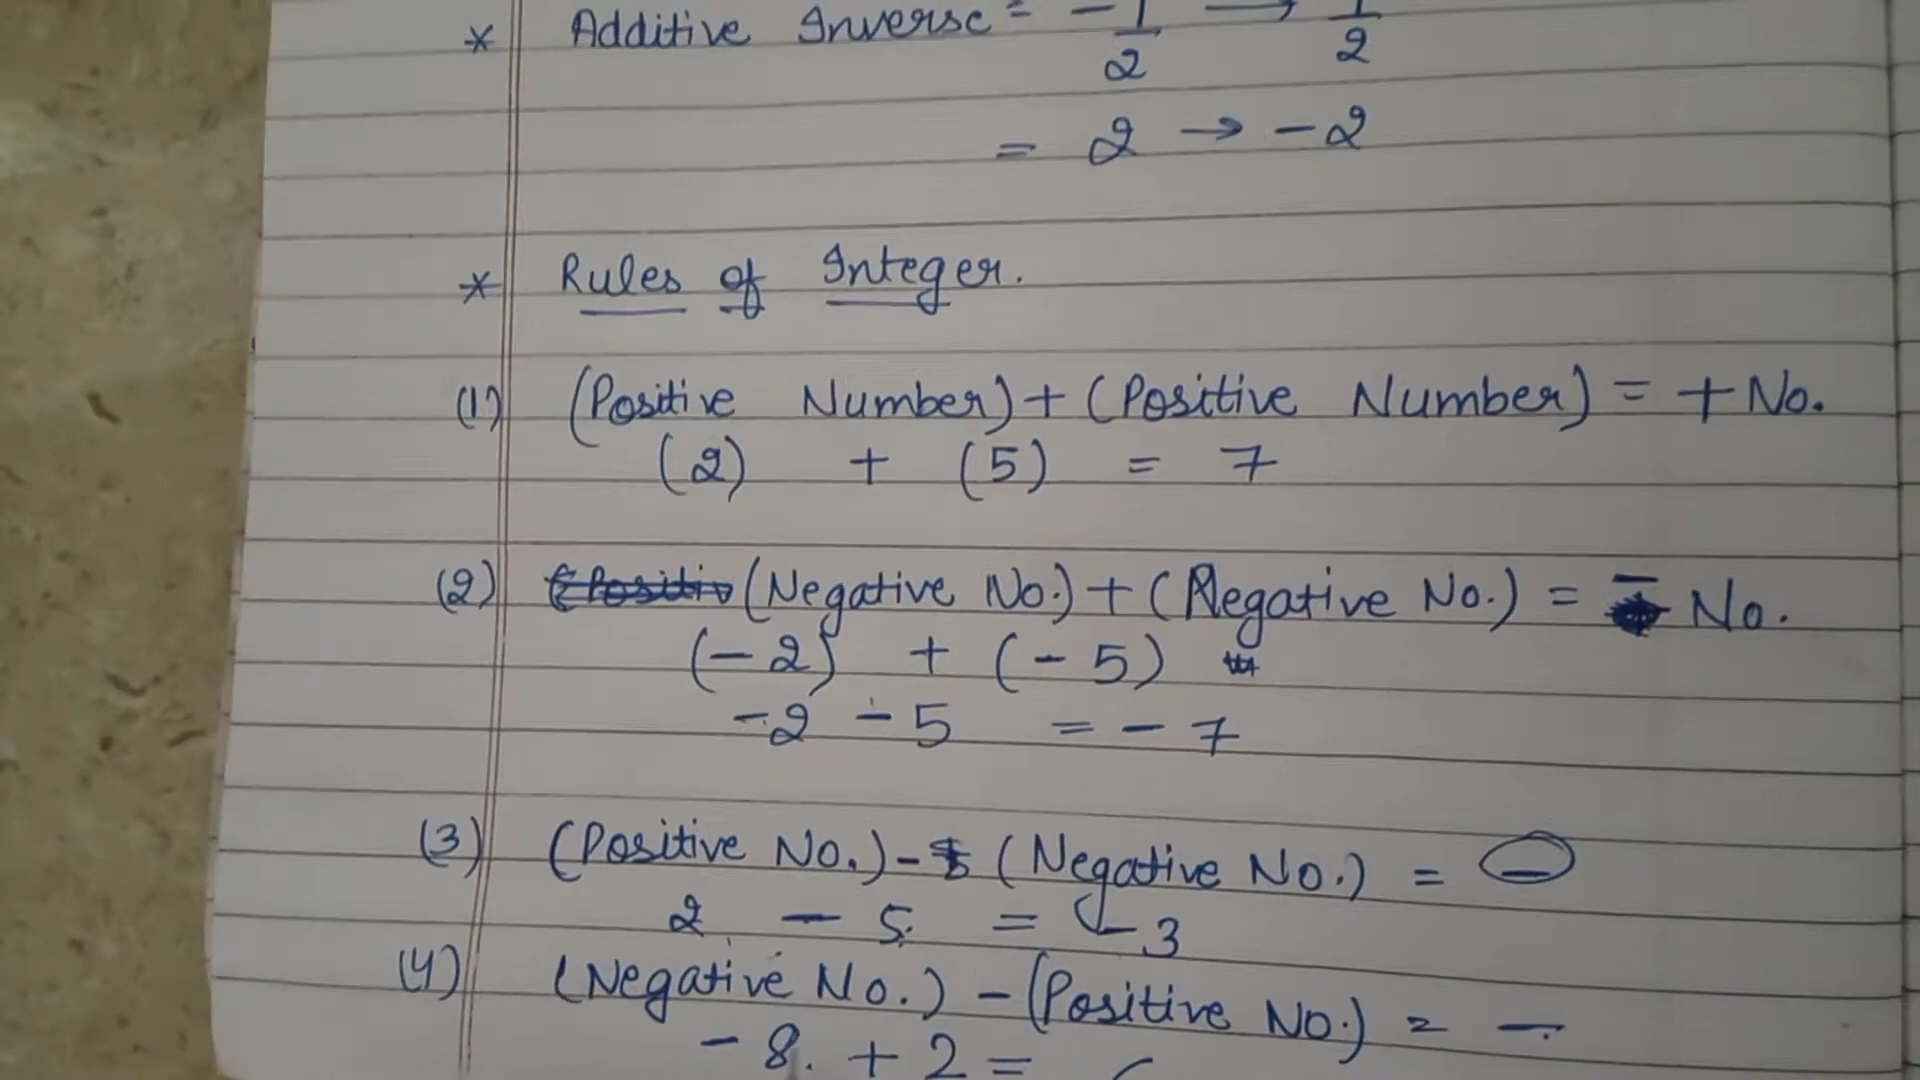 * Additive Inverse = -1/2 → 1/2
= 2 → -2
* Rules of Integer.
(1) (Positive Number) + (Positive Number) = + No.
(2) + (5) = 7
(2) (Negative No.) + (Negative No.) = - No.
(-2) + (-5)
-2 - 5 = - 7
(3) (Positive No.) - (Negative No.) = -
2 - 5 = -3
(4) (Negative No.) - (Positive No.) = -
- 8 + 2 =